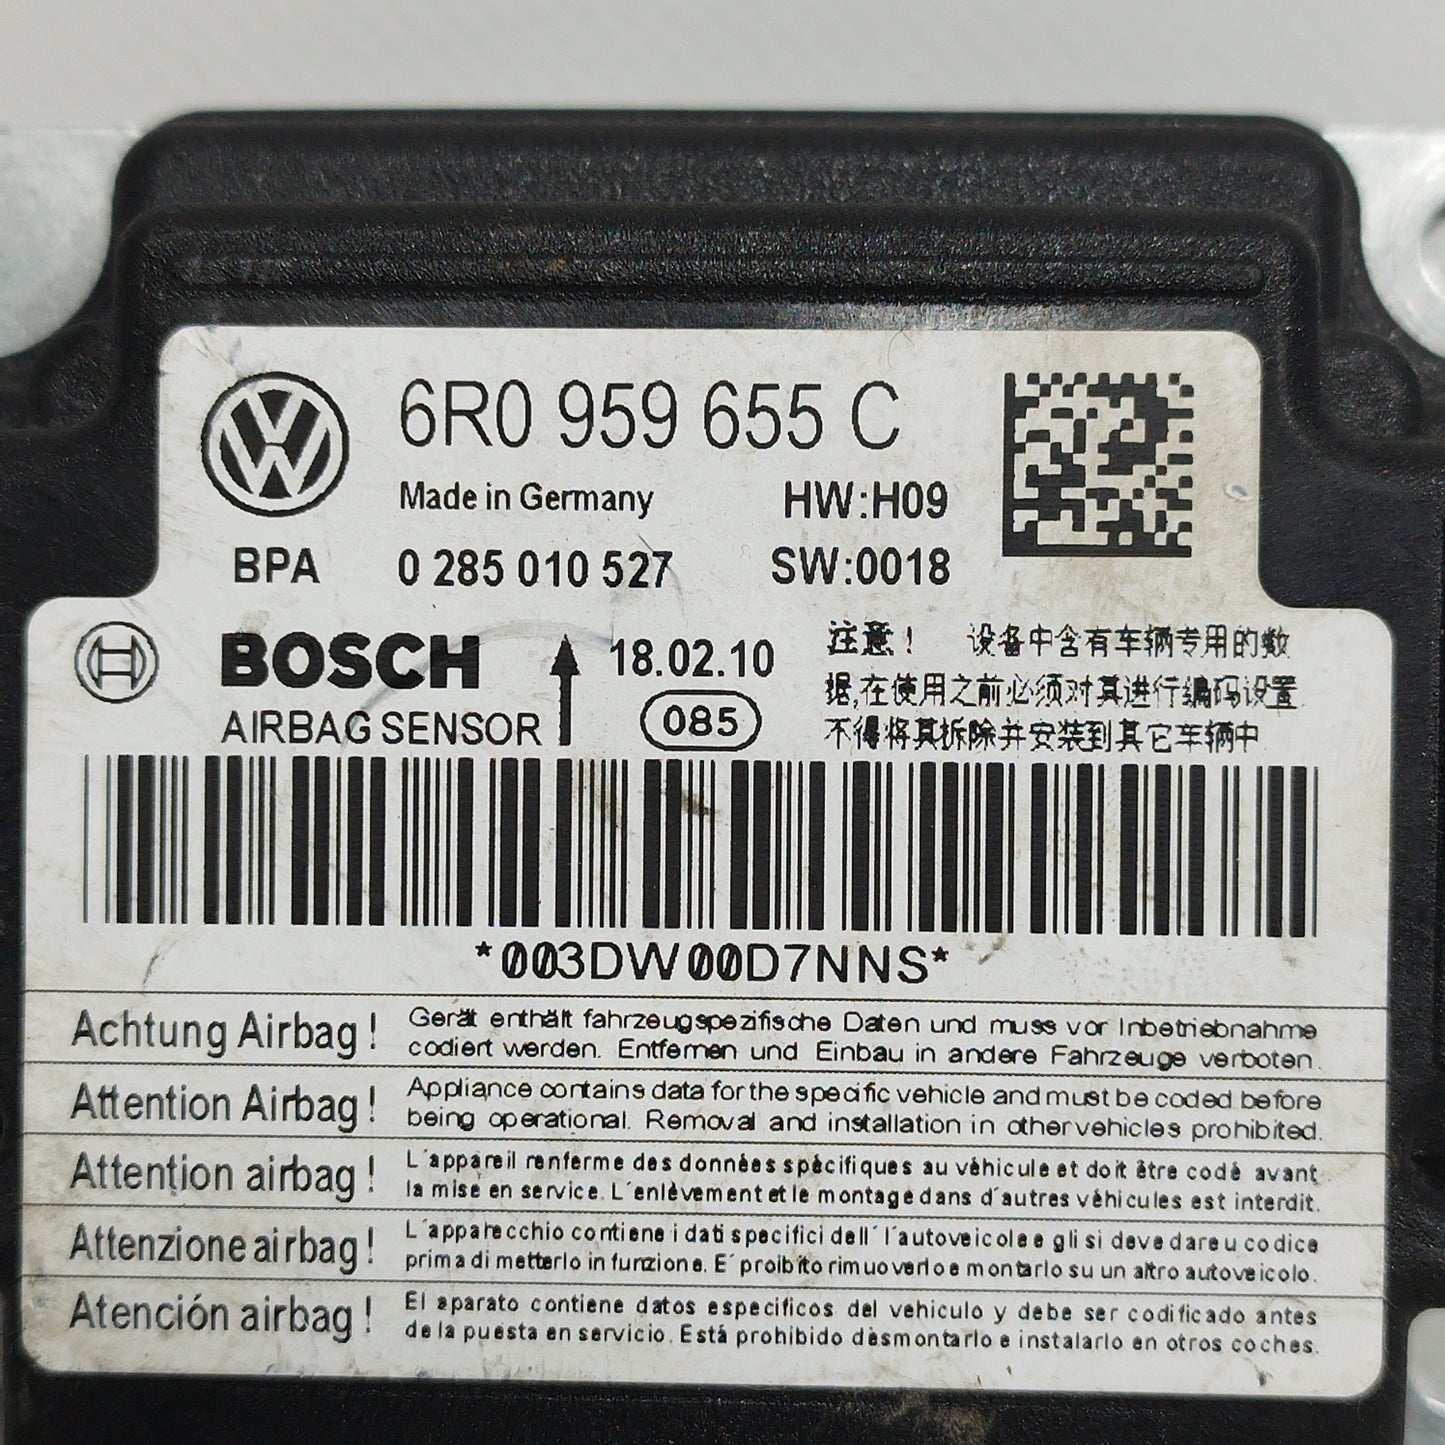 6R0 959 655 C
Made in Germany HW:H09
BPA 0 285 010 527 SW:0018
BOSCH 18.02.10
AIRBAG SENSOR 085
注意! 设备中含有车辆专用的数
据,在使用之前必须对其进行编码设置
不得将其拆除并安装到其它车辆中
*003DW00D7NNS*
Achtung Airbag! Gerät enthält fahrzeugspezifische Daten und muss vor Inbetriebnahme
codiert werden. Entfernen und Einbau in andere Fahrzeuge verboten.
Attention Airbag! Appliance contains data for the specific vehicle and must be coded before
being operational. Removal and installation in other vehicles prohibited.
Attention airbag! L´appareil renferme des données spècifiques au vèhicule et doit être codè avant
la mise en service. L´enlèvement et le montage dans d´autres vèhicules est interdit.
Attenzione airbag! L´apparecchio contiene i dati specifici dell´ l´autoveicolo e gli si deve dare u codice
prima di metterlo in funzione. E´ proibito rimuoverlo e montarlo su un altro autoveicolo.
Atención airbag! El aparato contiene datos especificos del vehiculo y debe ser codificado antes
de la puesta en servicio. Está prohibido dèsmontarlo e instalarlo en otros coches.